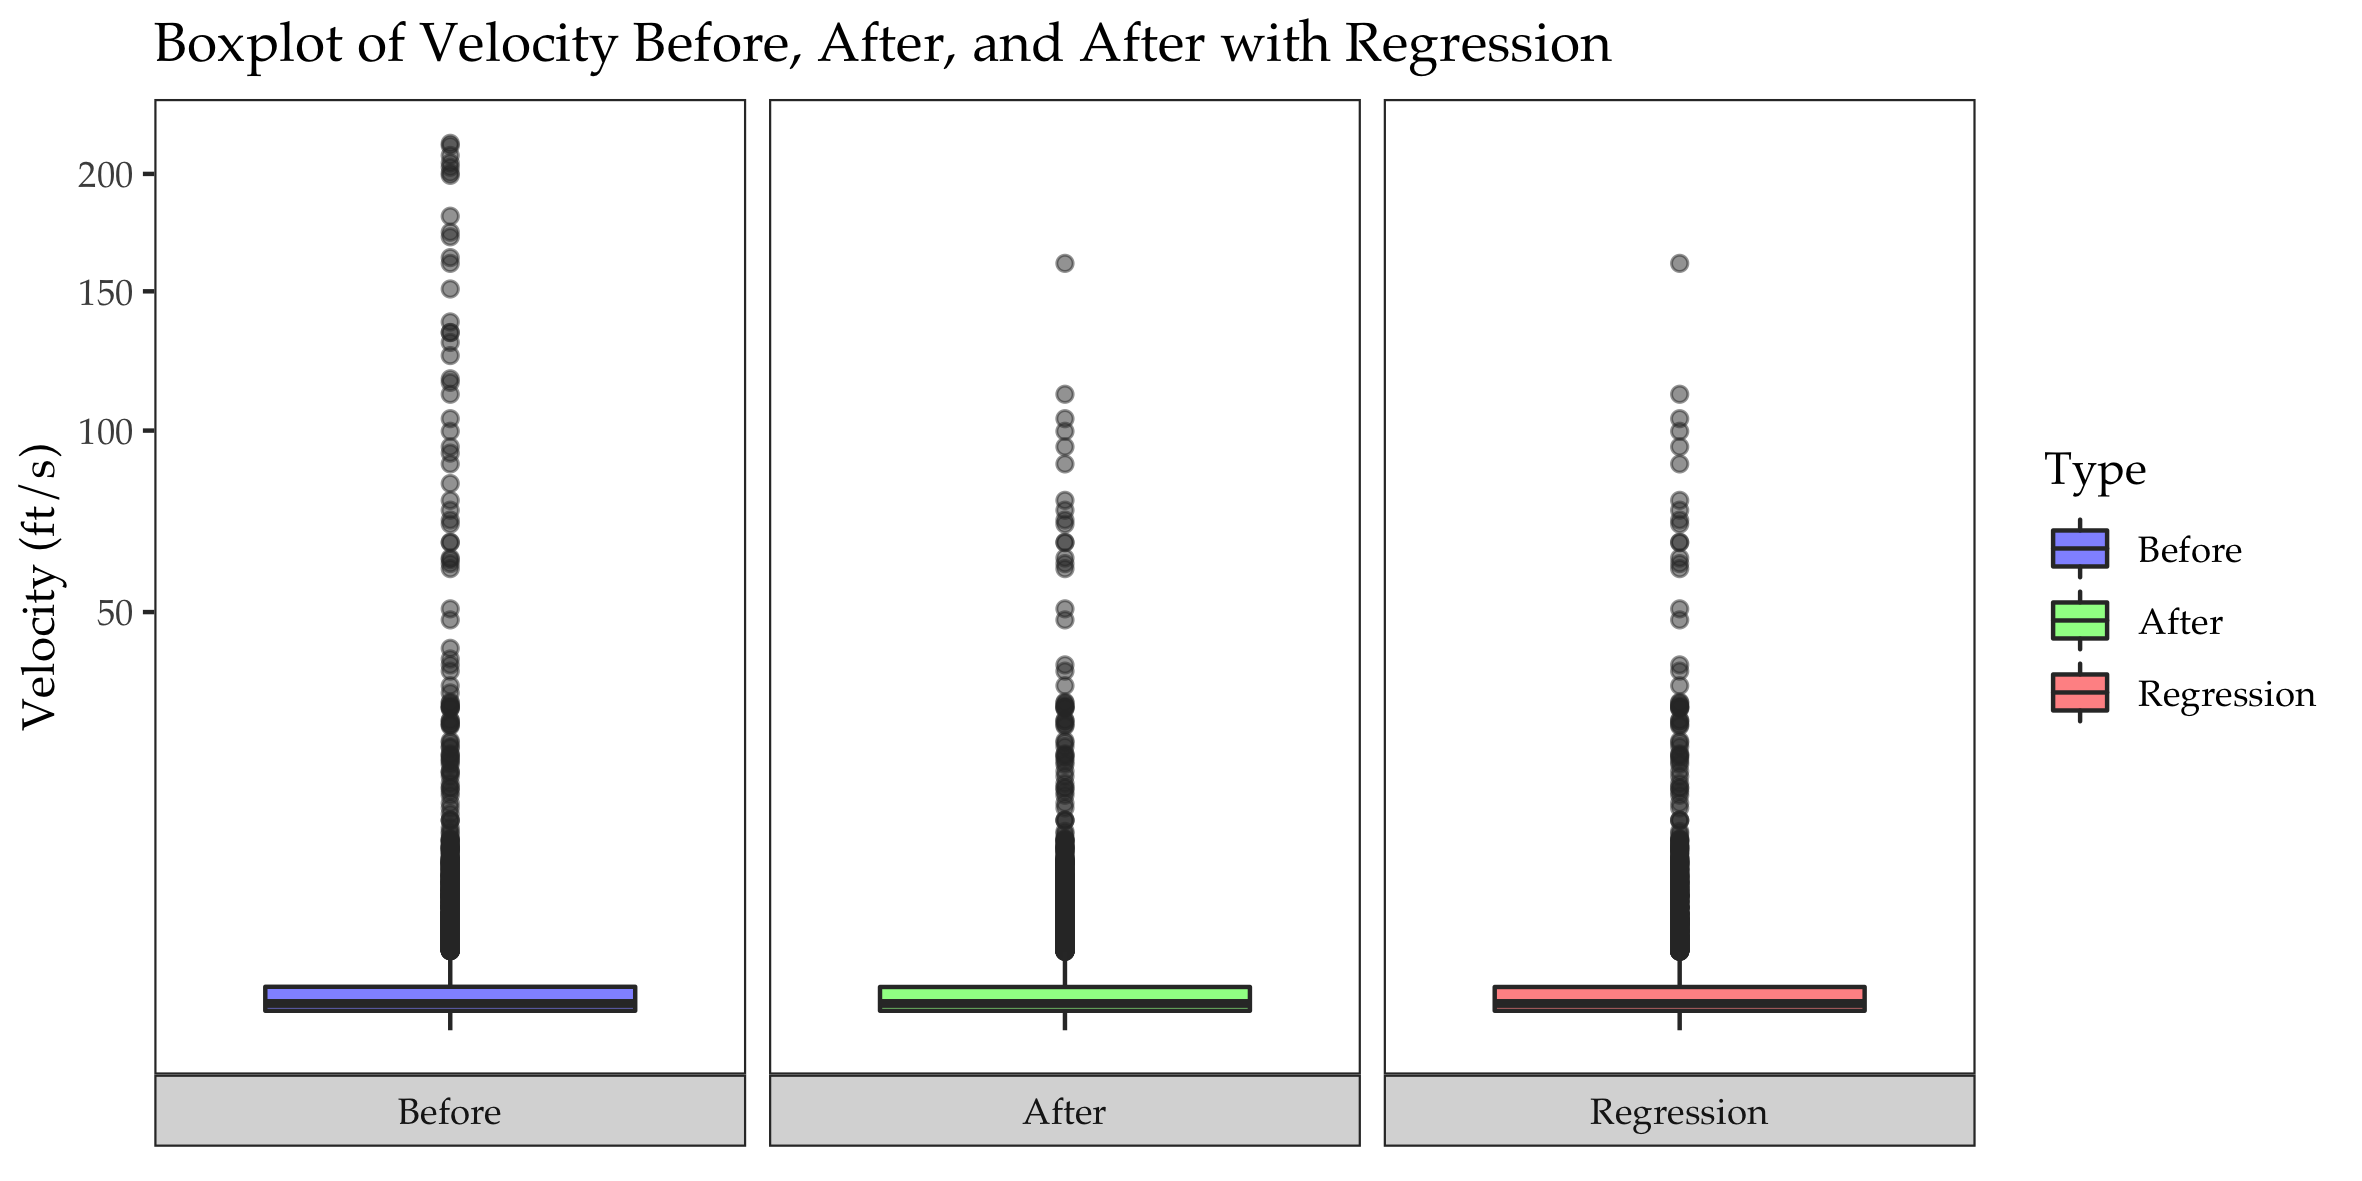 Boxplot of Velocity Before, After, and After with Regression
Velocity (ft/s)
200
150
100
50
Before
After
Regression
Type
Before
After
Regression